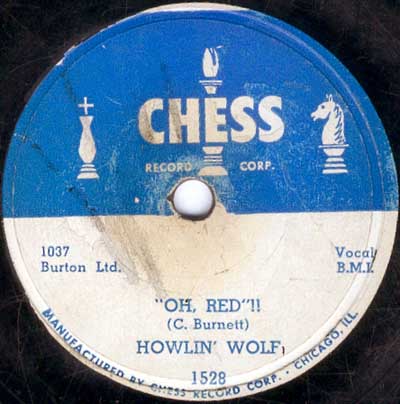 CHESS
RECORD CORP.
1037
Burton Ltd.
Vocal
B.M.I.
"OH, RED"!!
(C. Burnett)
HOWLIN' WOLF
1528
MANUFACTURED BY CHESS RECORD CORP. · CHICAGO, ILL